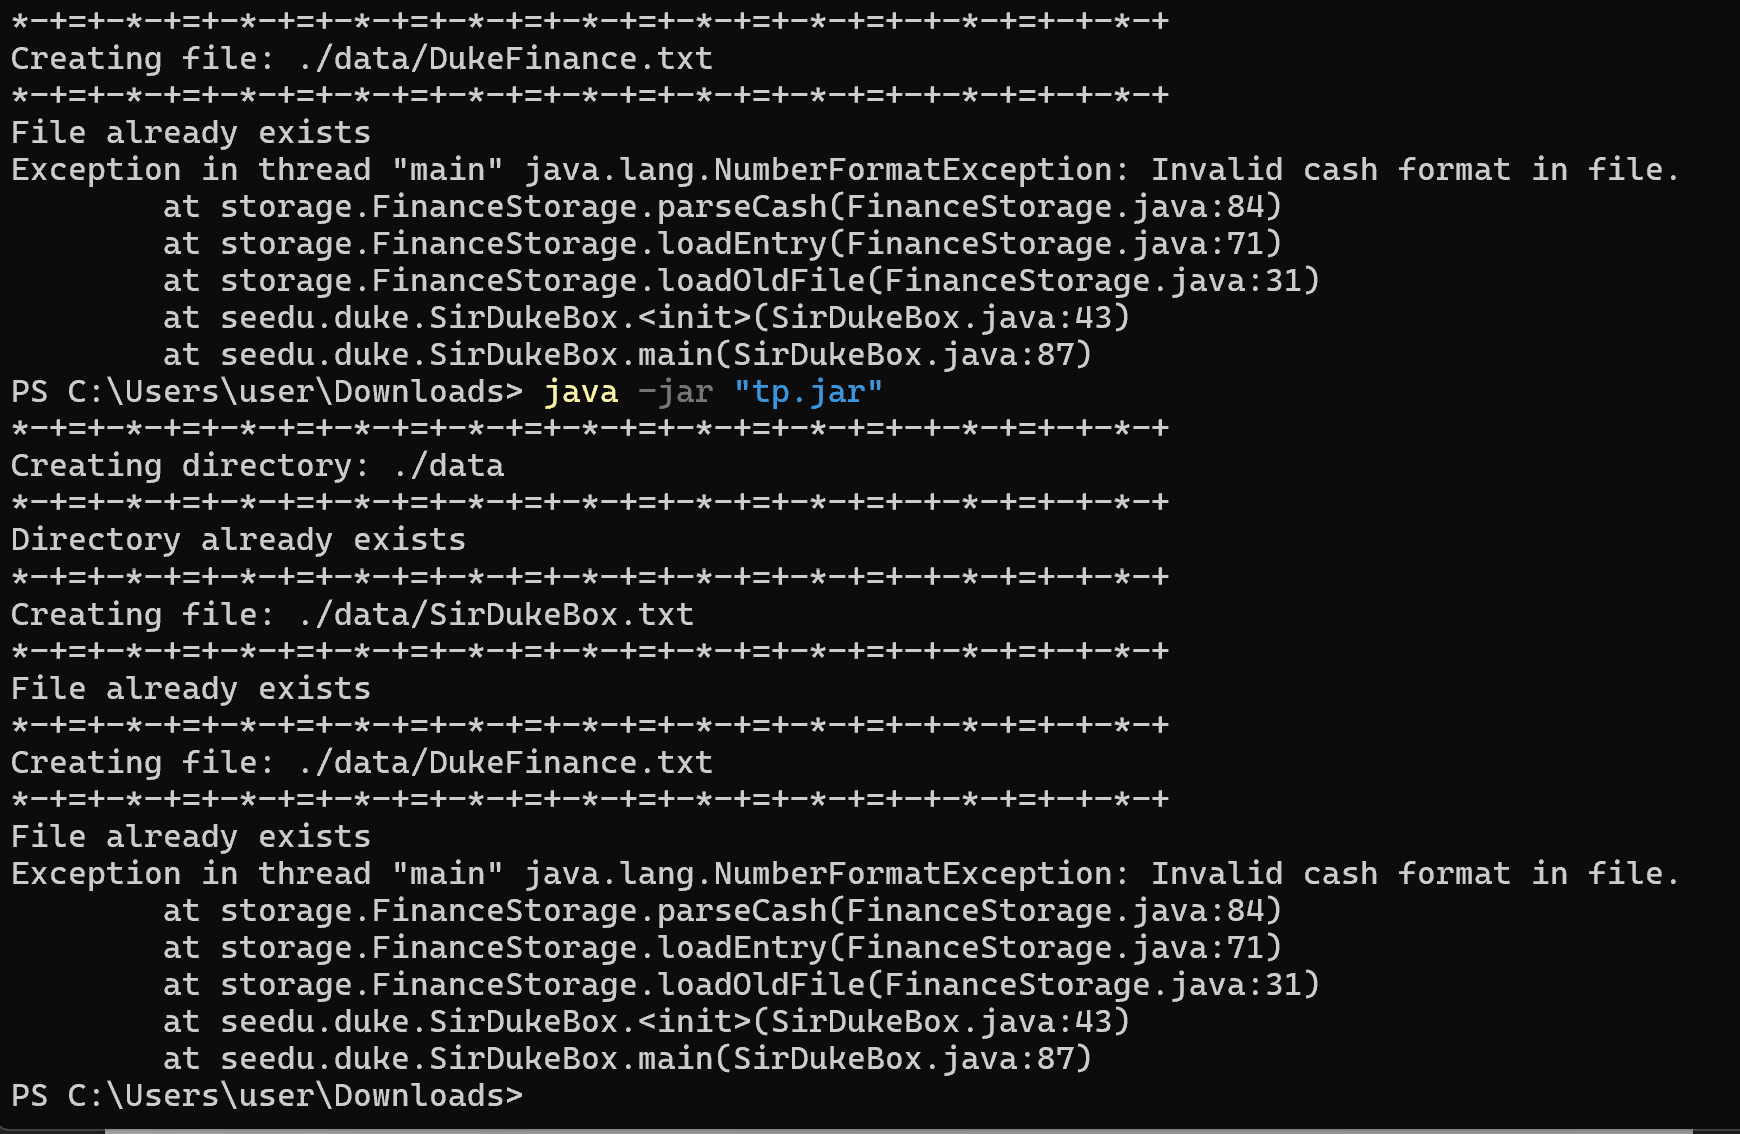 *-+=+-*-+=+-*-+=+-*-+=+-*-+=+-*-+=+-*-+=+-*-+=+-+-*-+=+-+-*-+
Creating file: ./data/DukeFinance.txt
*-+=+-*-+=+-*-+=+-*-+=+-*-+=+-*-+=+-*-+=+-*-+=+-+-*-+=+-+-*-+
File already exists
Exception in thread "main" java.lang.NumberFormatException: Invalid cash format in file.
        at storage.FinanceStorage.parseCash(FinanceStorage.java:84)
        at storage.FinanceStorage.loadEntry(FinanceStorage.java:71)
        at storage.FinanceStorage.loadOldFile(FinanceStorage.java:31)
        at seedu.duke.SirDukeBox.<init>(SirDukeBox.java:43)
        at seedu.duke.SirDukeBox.main(SirDukeBox.java:87)
PS C:\Users\user\Downloads> java -jar "tp.jar"
*-+=+-*-+=+-*-+=+-*-+=+-*-+=+-*-+=+-*-+=+-*-+=+-+-*-+=+-+-*-+
Creating directory: ./data
*-+=+-*-+=+-*-+=+-*-+=+-*-+=+-*-+=+-*-+=+-*-+=+-+-*-+=+-+-*-+
Directory already exists
*-+=+-*-+=+-*-+=+-*-+=+-*-+=+-*-+=+-*-+=+-*-+=+-+-*-+=+-+-*-+
Creating file: ./data/SirDukeBox.txt
*-+=+-*-+=+-*-+=+-*-+=+-*-+=+-*-+=+-*-+=+-*-+=+-+-*-+=+-+-*-+
File already exists
*-+=+-*-+=+-*-+=+-*-+=+-*-+=+-*-+=+-*-+=+-*-+=+-+-*-+=+-+-*-+
Creating file: ./data/DukeFinance.txt
*-+=+-*-+=+-*-+=+-*-+=+-*-+=+-*-+=+-*-+=+-*-+=+-+-*-+=+-+-*-+
File already exists
Exception in thread "main" java.lang.NumberFormatException: Invalid cash format in file.
        at storage.FinanceStorage.parseCash(FinanceStorage.java:84)
        at storage.FinanceStorage.loadEntry(FinanceStorage.java:71)
        at storage.FinanceStorage.loadOldFile(FinanceStorage.java:31)
        at seedu.duke.SirDukeBox.<init>(SirDukeBox.java:43)
        at seedu.duke.SirDukeBox.main(SirDukeBox.java:87)
PS C:\Users\user\Downloads>